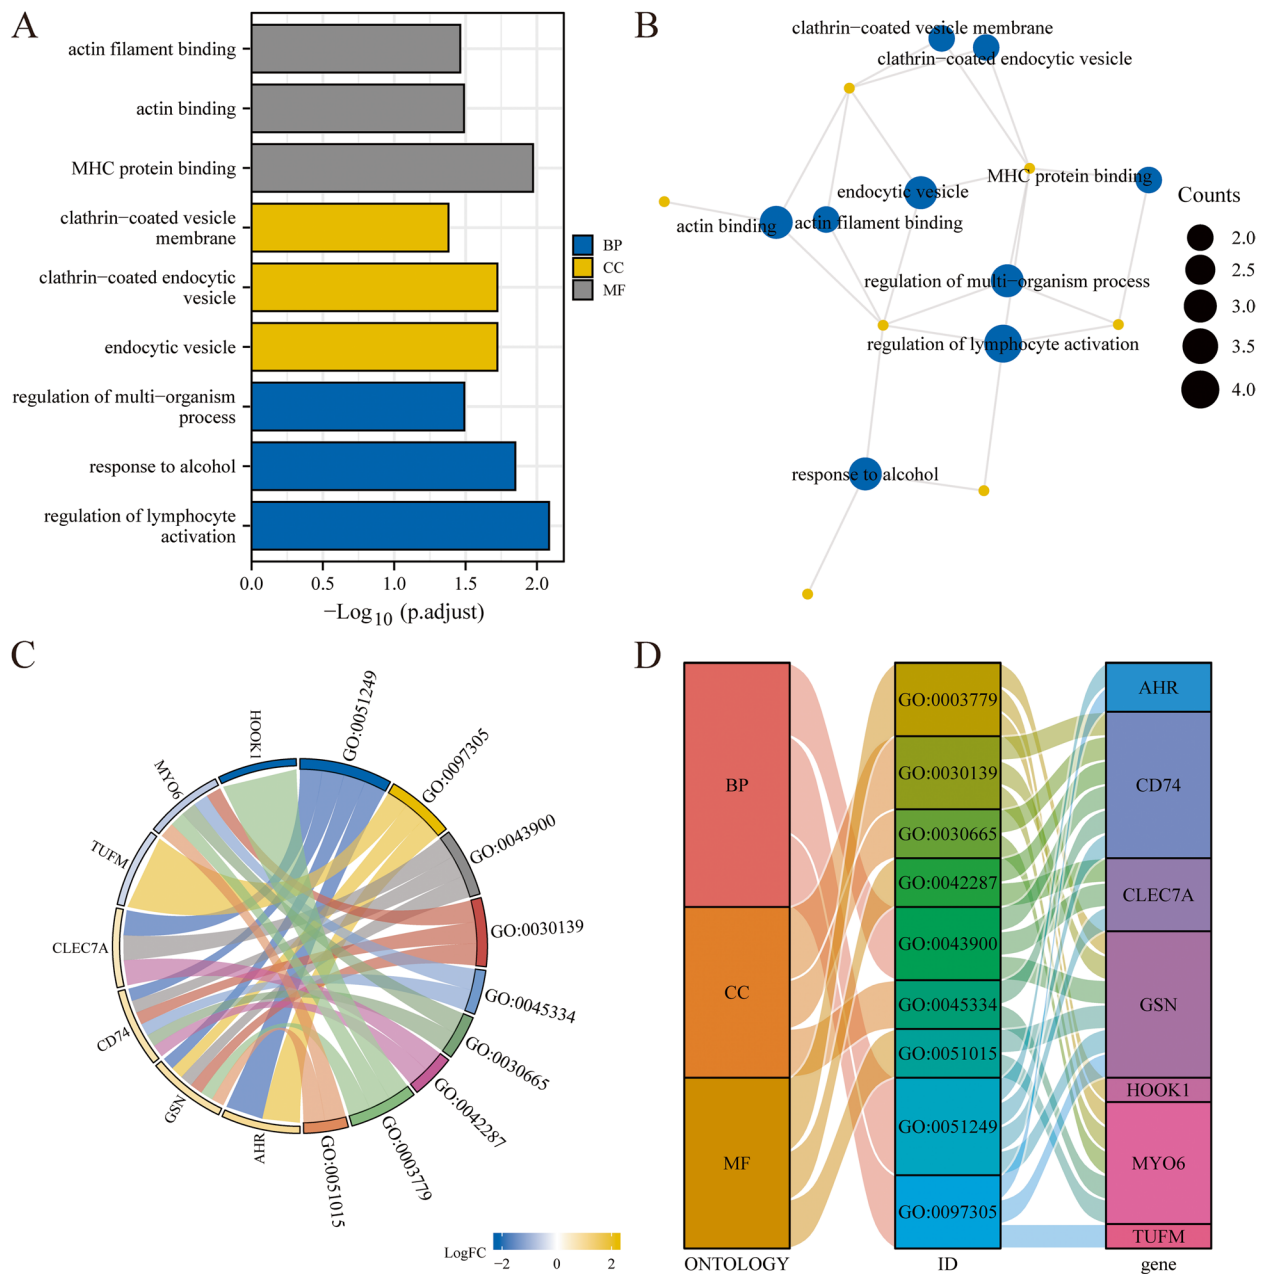 A
actin filament binding
actin binding
MHC protein binding
clathrin−coated vesicle
membrane
clathrin−coated endocytic
vesicle
endocytic vesicle
regulation of multi−organism
process
response to alcohol
regulation of lymphocyte
activation
0.0 0.5 1.0 1.5 2.0
−Log10 (p.adjust)
BP
CC
MF
B
clathrin−coated vesicle membrane
clathrin−coated endocytic vesicle
MHC protein binding
endocytic vesicle
actin binding
actin filament binding
regulation of multi−organism process
regulation of lymphocyte activation
response to alcohol
Counts
2.0
2.5
3.0
3.5
4.0
C
HOOK1
MYO6
TUFM
CLEC7A
CD74
GSN
AHR
GO:0051249
GO:0097305
GO:0043900
GO:0030139
GO:0045334
GO:0030665
GO:0042287
GO:0003779
GO:0051015
LogFC
−2 0 2
D
BP
CC
MF
GO:0003779
GO:0030139
GO:0030665
GO:0042287
GO:0043900
GO:0045334
GO:0051015
GO:0051249
GO:0097305
AHR
CD74
CLEC7A
GSN
HOOK1
MYO6
TUFM
ONTOLOGY ID gene